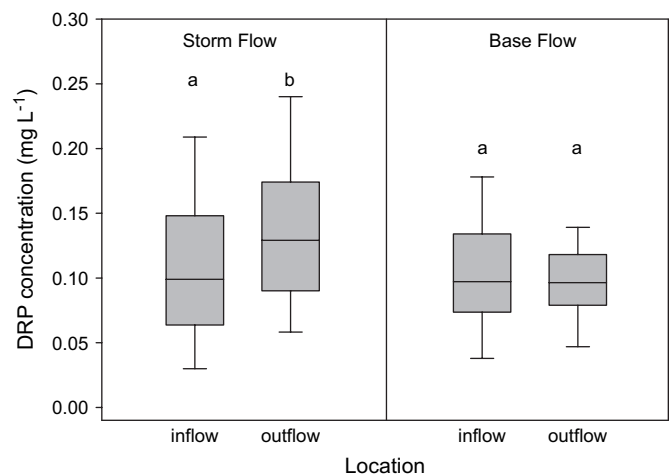 DRP concentration (mg L⁻¹)
0.30
0.25
0.20
0.15
0.10
0.05
0.00
Storm Flow
Base Flow
a
b
a
a
inflow
outflow
inflow
outflow
Location